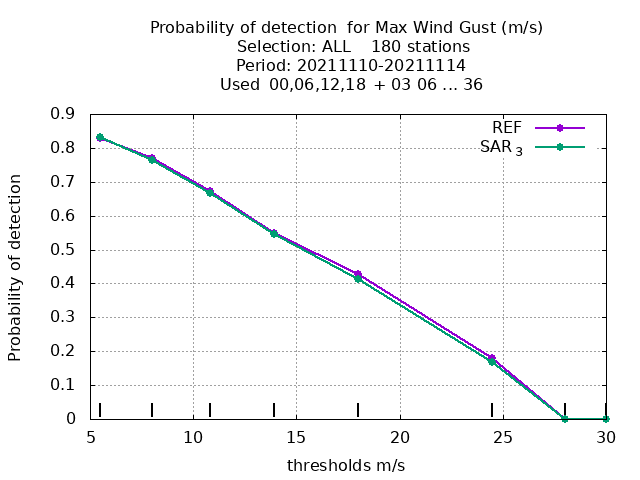 Probability of detection  for Max Wind Gust (m/s)
Selection: ALL    180 stations
Period: 20211110-20211114
Used  00,06,12,18  + 03 06 ... 36
REF
SAR 3
Probability of detection
0.9
0.8
0.7
0.6
0.5
0.4
0.3
0.2
0.1
0
5 10 15 20 25 30
thresholds m/s